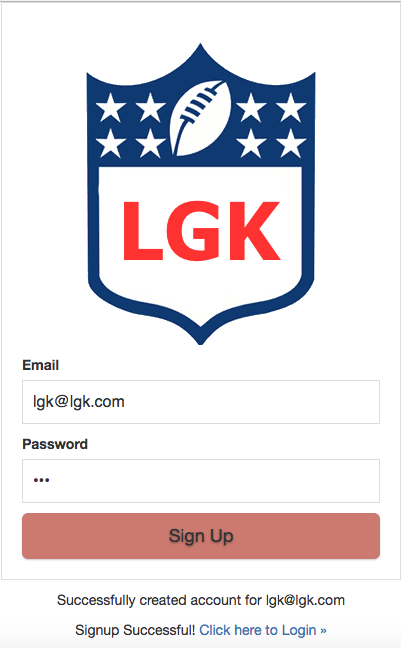 LGK
Email
lgk@lgk.com
Password
•••
Sign Up
Successfully created account for lgk@lgk.com
Signup Successful! Click here to Login »